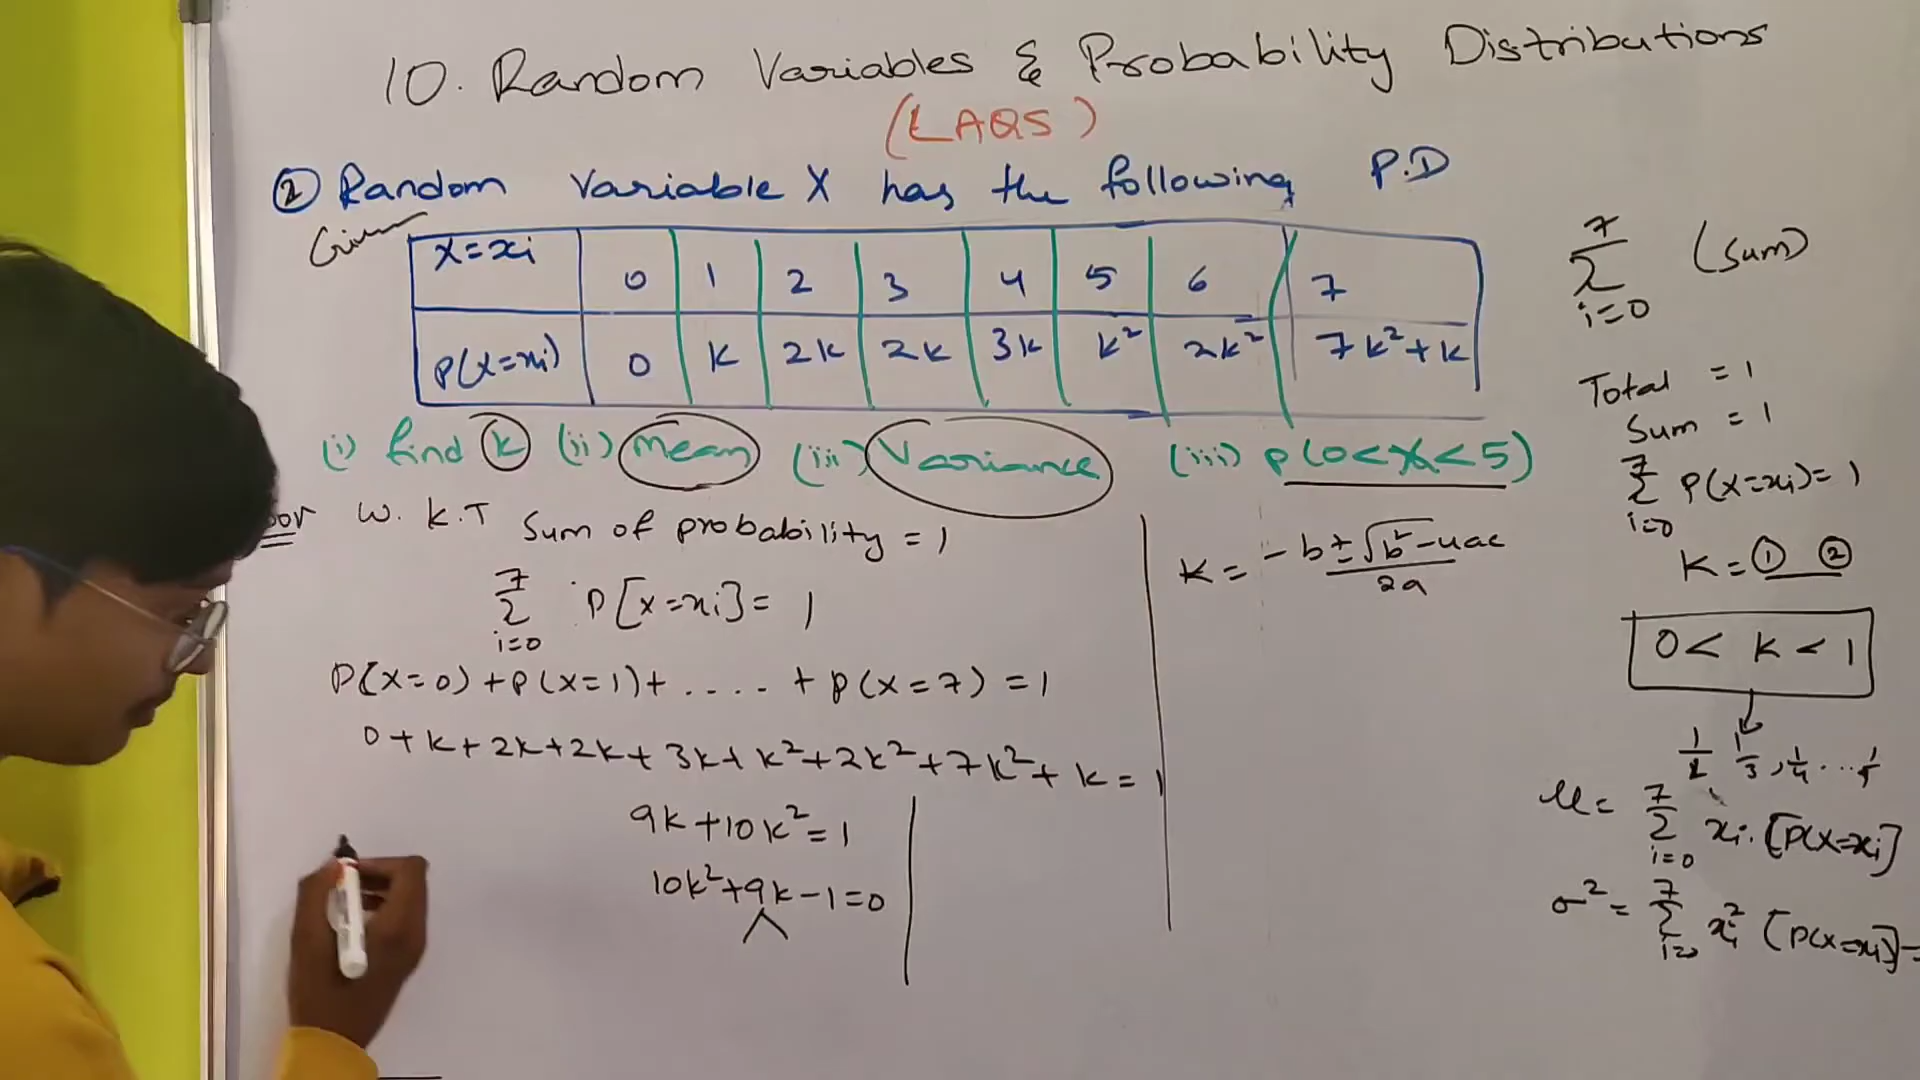 10. Random Variables & Probability Distributions
(LAQS)
② Random Variable X has the following P.D
Given
X=xi 0 1 2 3 4 5 6 7
P(X=xi) 0 k 2k 2k 3k k² 2k² 7k²+k
(i) find k (ii) Mean (iii) Variance (iii) P(0<X<5)
W.K.T Sum of probability = 1
7
Σ P[X=xi] = 1
i=0
P(X=0)+P(X=1)+ .... + P(X=7) = 1
0+k+2k+2k+3k+k²+2k²+7k²+k = 1
9k+10k² = 1
10k²+9k-1=0
k = -b±√b²-4ac
2a
7
Σ (Sum)
i=0
Total = 1
Sum = 1
7
Σ P(X=xi) = 1
i=0
k = ① ②
0 < k < 1
1/2 1/3, 1/4 ...
μ = 7
Σ xi. [P(X=xi]
i=0
σ² = 7
Σ xi² [P(X=xi)] -
i=0